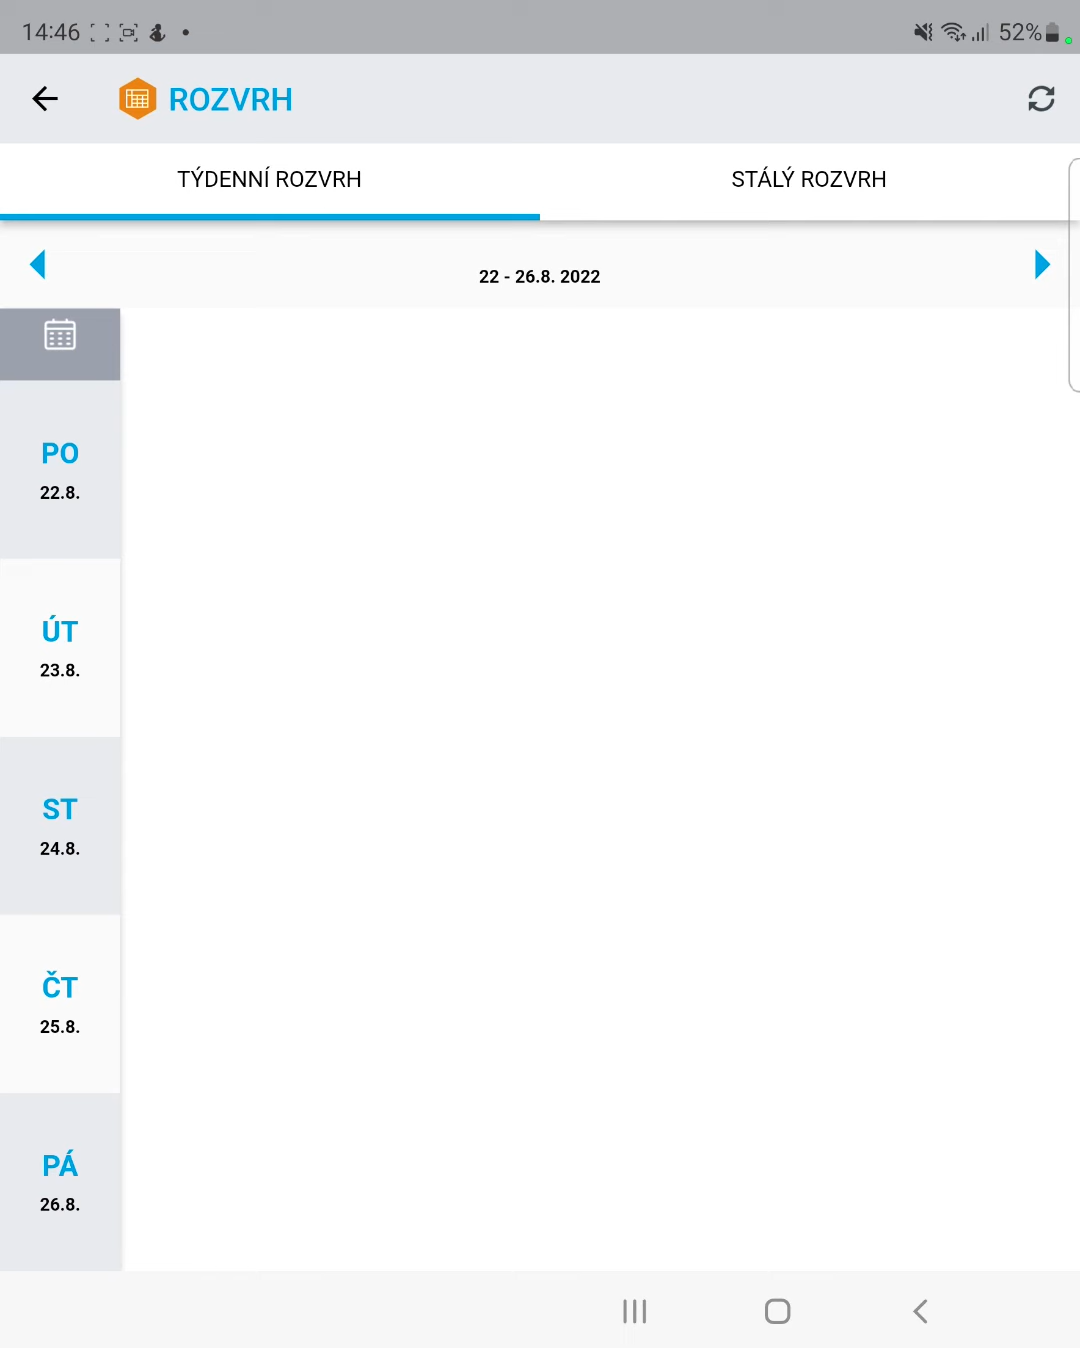 14:46
52%
ROZVRH
TÝDENNÍ ROZVRH
STÁLÝ ROZVRH
22 - 26.8. 2022
PO
22.8.
ÚT
23.8.
ST
24.8.
ČT
25.8.
PÁ
26.8.